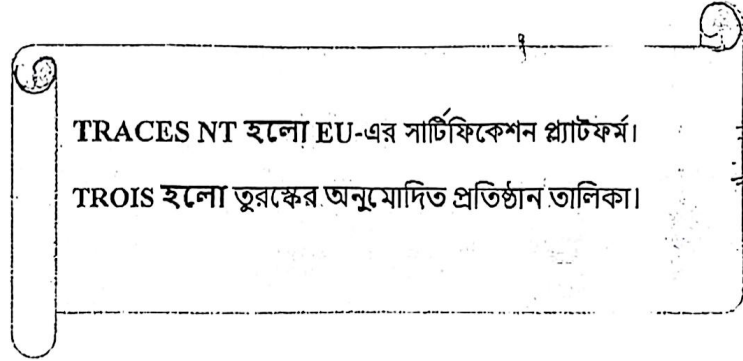 TRACES NT হলো EU-এর সার্টিফিকেশন প্ল্যাটফর্ম।
TROIS হলো তুরস্কের অনুমোদিত প্রতিষ্ঠান তালিকা।